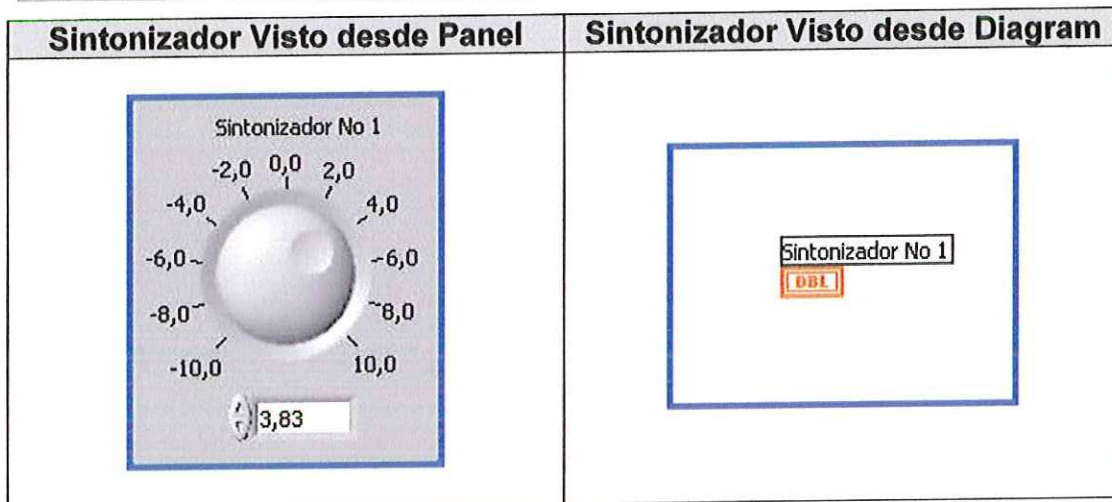 Sintonizador Visto desde Panel
Sintonizador Visto desde Diagram
Sintonizador No 1
-2,0 0,0 2,0
-4,0 4,0
-6,0 6,0
-8,0 8,0
-10,0 10,0
3,83
Sintonizador No 1
DBL